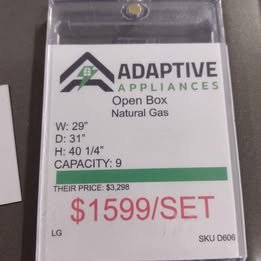 ADAPTIVE
APPLIANCES
Open Box
Natural Gas
W: 29"
D: 31"
H: 40 1/4"
CAPACITY: 9
THEIR PRICE: $3,298
$1599/SET
LG
SKU D606